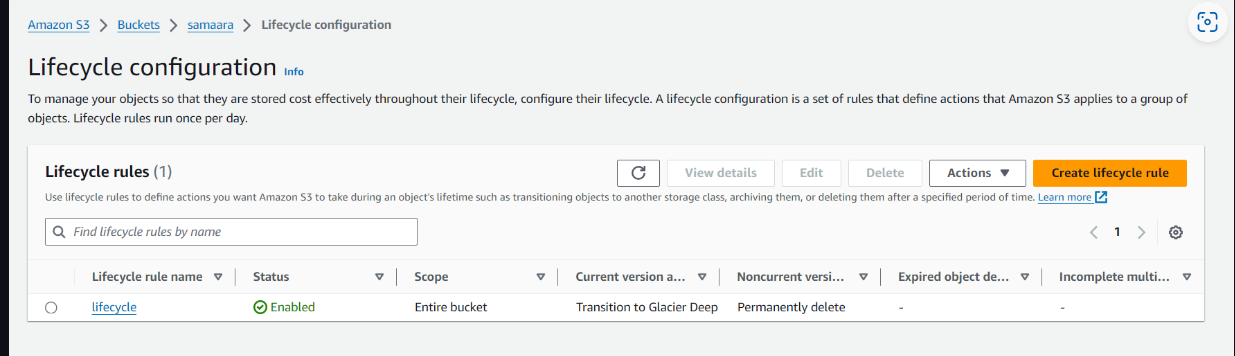 Amazon S3 > Buckets > samaara > Lifecycle configuration
Lifecycle configuration Info
To manage your objects so that they are stored cost effectively throughout their lifecycle, configure their lifecycle. A lifecycle configuration is a set of rules that define actions that Amazon S3 applies to a group of
objects. Lifecycle rules run once per day.
Lifecycle rules (1) View details Edit Delete Actions Create lifecycle rule
Use lifecycle rules to define actions you want Amazon S3 to take during an object's lifetime such as transitioning objects to another storage class, archiving them, or deleting them after a specified period of time. Learn more
Find lifecycle rules by name 1
Lifecycle rule name Status Scope Current version a... Noncurrent versi... Expired object de... Incomplete multi...
lifecycle Enabled Entire bucket Transition to Glacier Deep Permanently delete - -